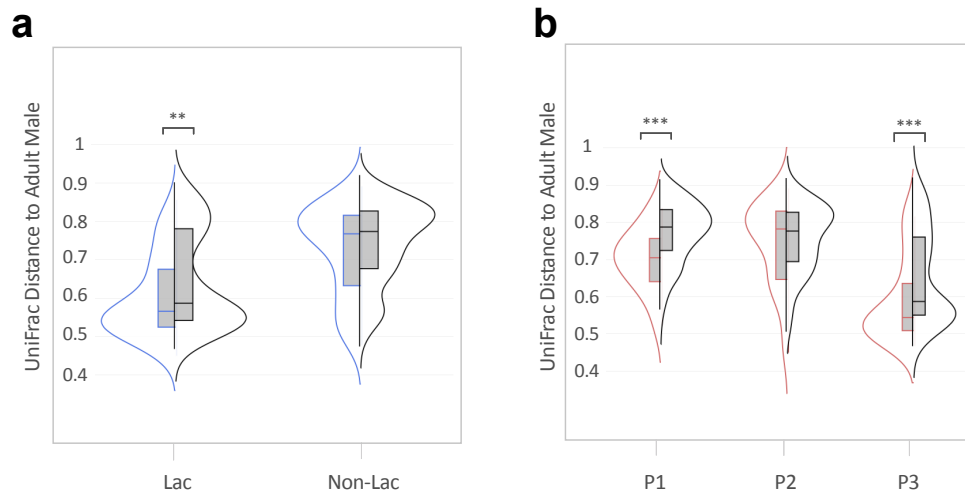 a
UniFrac Distance to Adult Male
**
1
0.9
0.8
0.7
0.6
0.5
0.4
Lac Non-Lac
b
UniFrac Distance to Adult Male
*** ***
1
0.9
0.8
0.7
0.6
0.5
0.4
P1 P2 P3